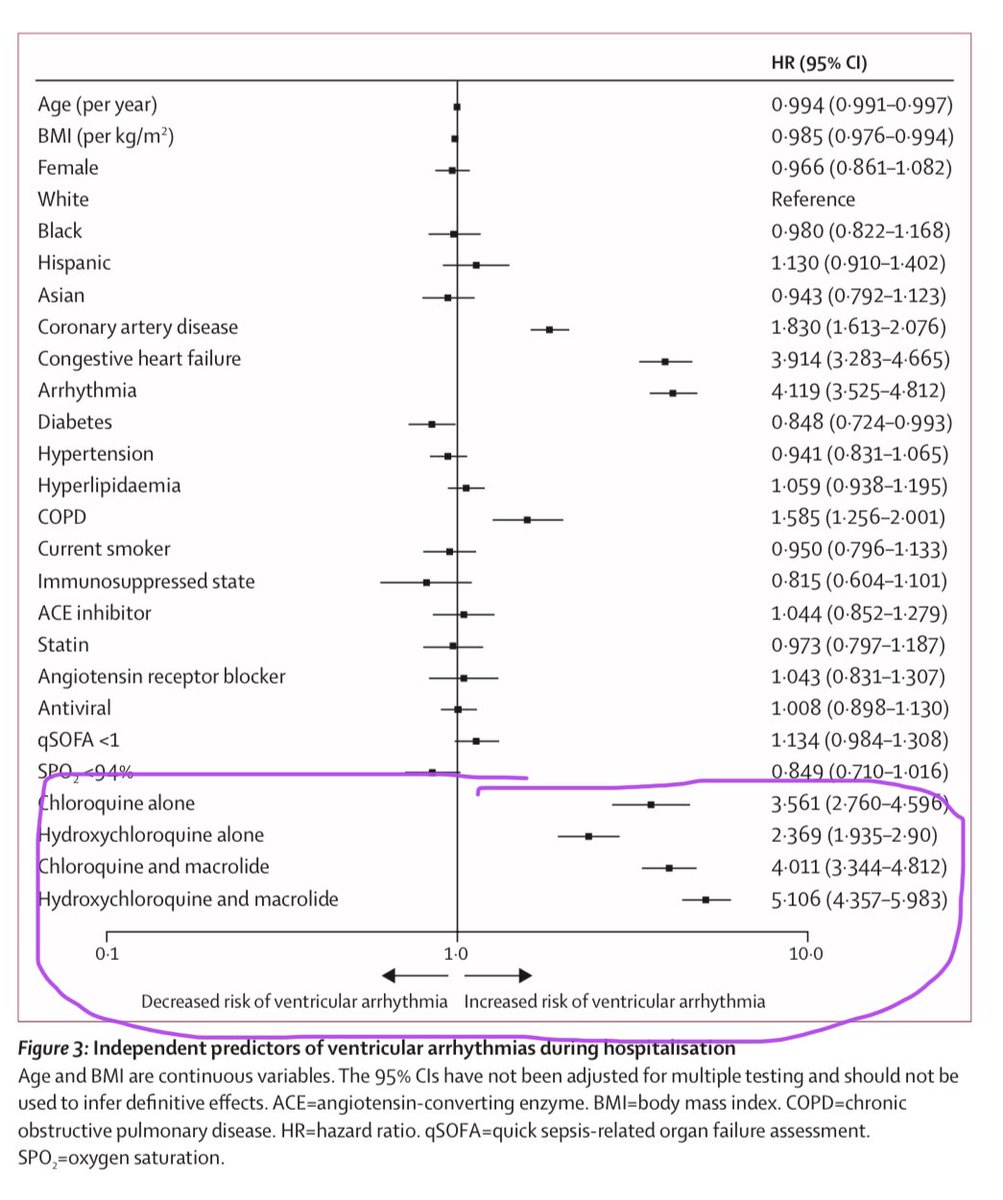 HR (95% CI)
Age (per year) 0·994 (0·991–0·997)
BMI (per kg/m²) 0·985 (0·976–0·994)
Female 0·966 (0·861–1·082)
White Reference
Black 0·980 (0·822–1·168)
Hispanic 1·130 (0·910–1·402)
Asian 0·943 (0·792–1·123)
Coronary artery disease 1·830 (1·613–2·076)
Congestive heart failure 3·914 (3·283–4·665)
Arrhythmia 4·119 (3·525–4·812)
Diabetes 0·848 (0·724–0·993)
Hypertension 0·941 (0·831–1·065)
Hyperlipidaemia 1·059 (0·938–1·195)
COPD 1·585 (1·256–2·001)
Current smoker 0·950 (0·796–1·133)
Immunosuppressed state 0·815 (0·604–1·101)
ACE inhibitor 1·044 (0·852–1·279)
Statin 0·973 (0·797–1·187)
Angiotensin receptor blocker 1·043 (0·831–1·307)
Antiviral 1·008 (0·898–1·130)
qSOFA <1 1·134 (0·984–1·308)
SPO₂ <94% 0·849 (0·710–1·016)
Chloroquine alone 3·561 (2·760–4·596)
Hydroxychloroquine alone 2·369 (1·935–2·90)
Chloroquine and macrolide 4·011 (3·344–4·812)
Hydroxychloroquine and macrolide 5·106 (4·357–5·983)
0·1 1·0 10·0
Decreased risk of ventricular arrhythmia Increased risk of ventricular arrhythmia
Figure 3: Independent predictors of ventricular arrhythmias during hospitalisation
Age and BMI are continuous variables. The 95% CIs have not been adjusted for multiple testing and should not be
used to infer definitive effects. ACE=angiotensin-converting enzyme. BMI=body mass index. COPD=chronic
obstructive pulmonary disease. HR=hazard ratio. qSOFA=quick sepsis-related organ failure assessment.
SPO₂=oxygen saturation.